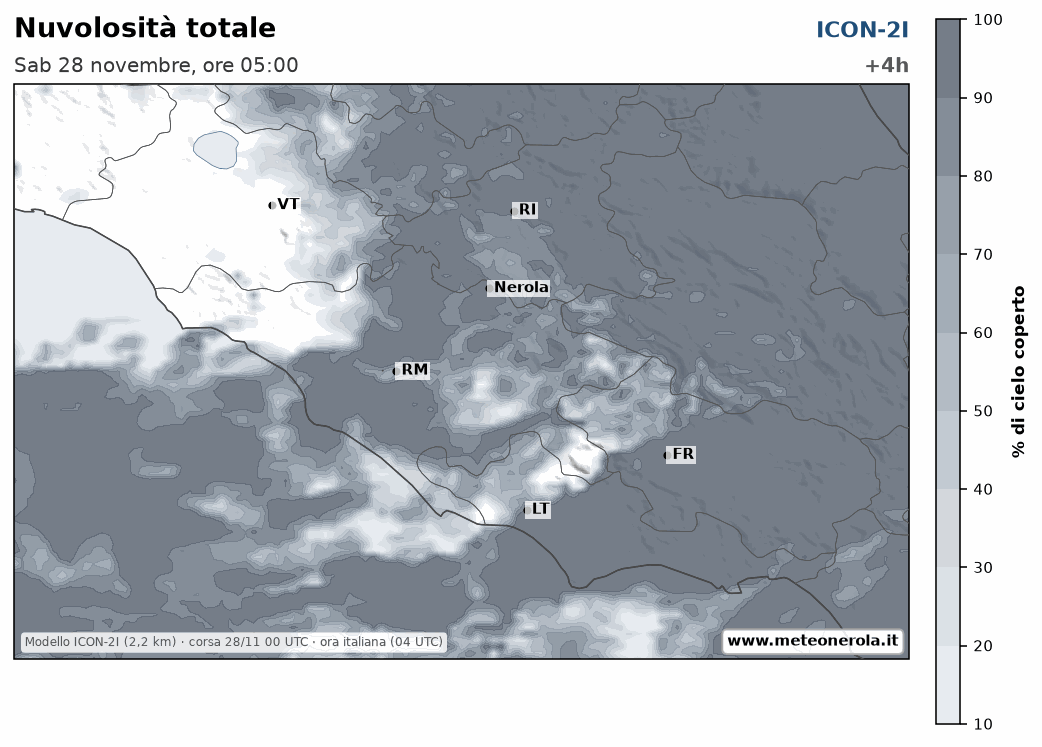 Nuvolosità totale
ICON-2I
Sab 28 novembre, ore 05:00
+4h
100
90
80
70
60
50
40
30
20
10
% di cielo coperto
VT
RI
Nerola
RM
FR
LT
Modello ICON-2I (2,2 km) · corsa 28/11 00 UTC · ora italiana (04 UTC)
www.meteonerola.it